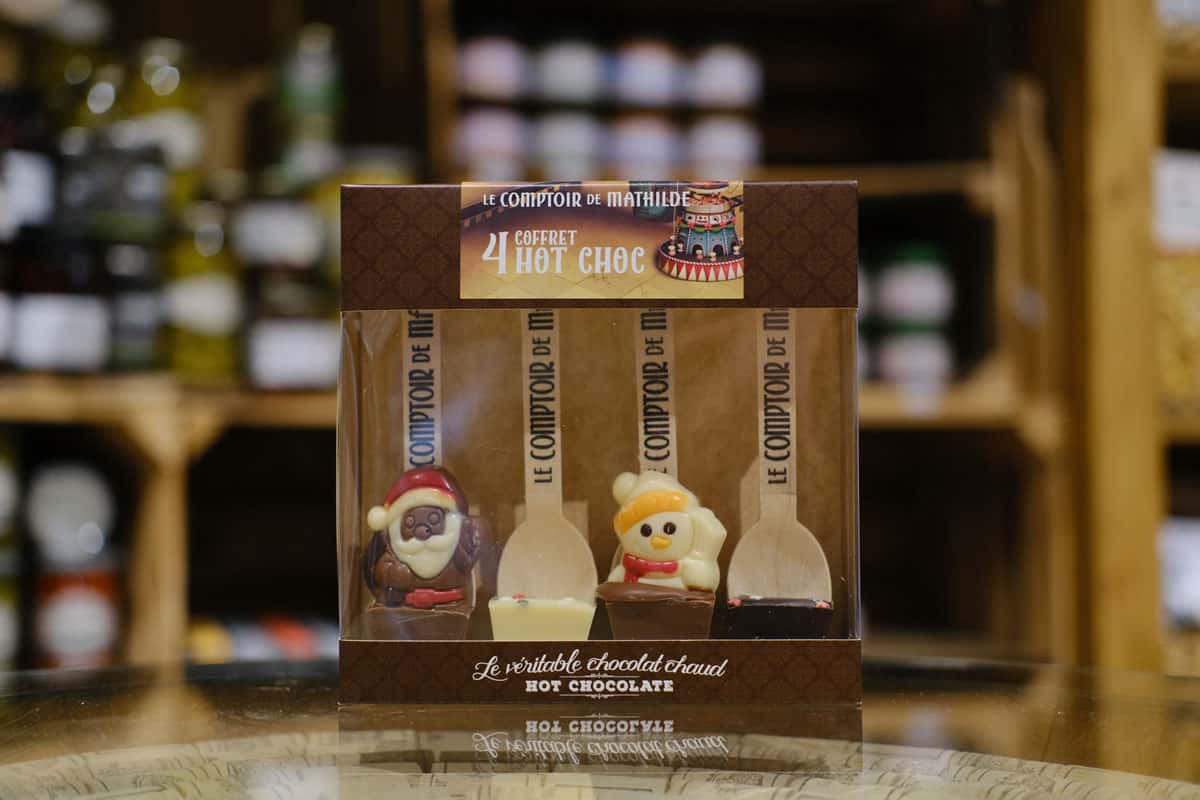 LE COMPTOIR DE MATHILDE
4 COFFRET
HOT CHOC
COMPTOIR DE MA
LE COMPTOIR DE M
LE COMPTOIR DE M
LE COMPTOIR DE M
Le véritable chocolat chaud
HOT CHOCOLATE